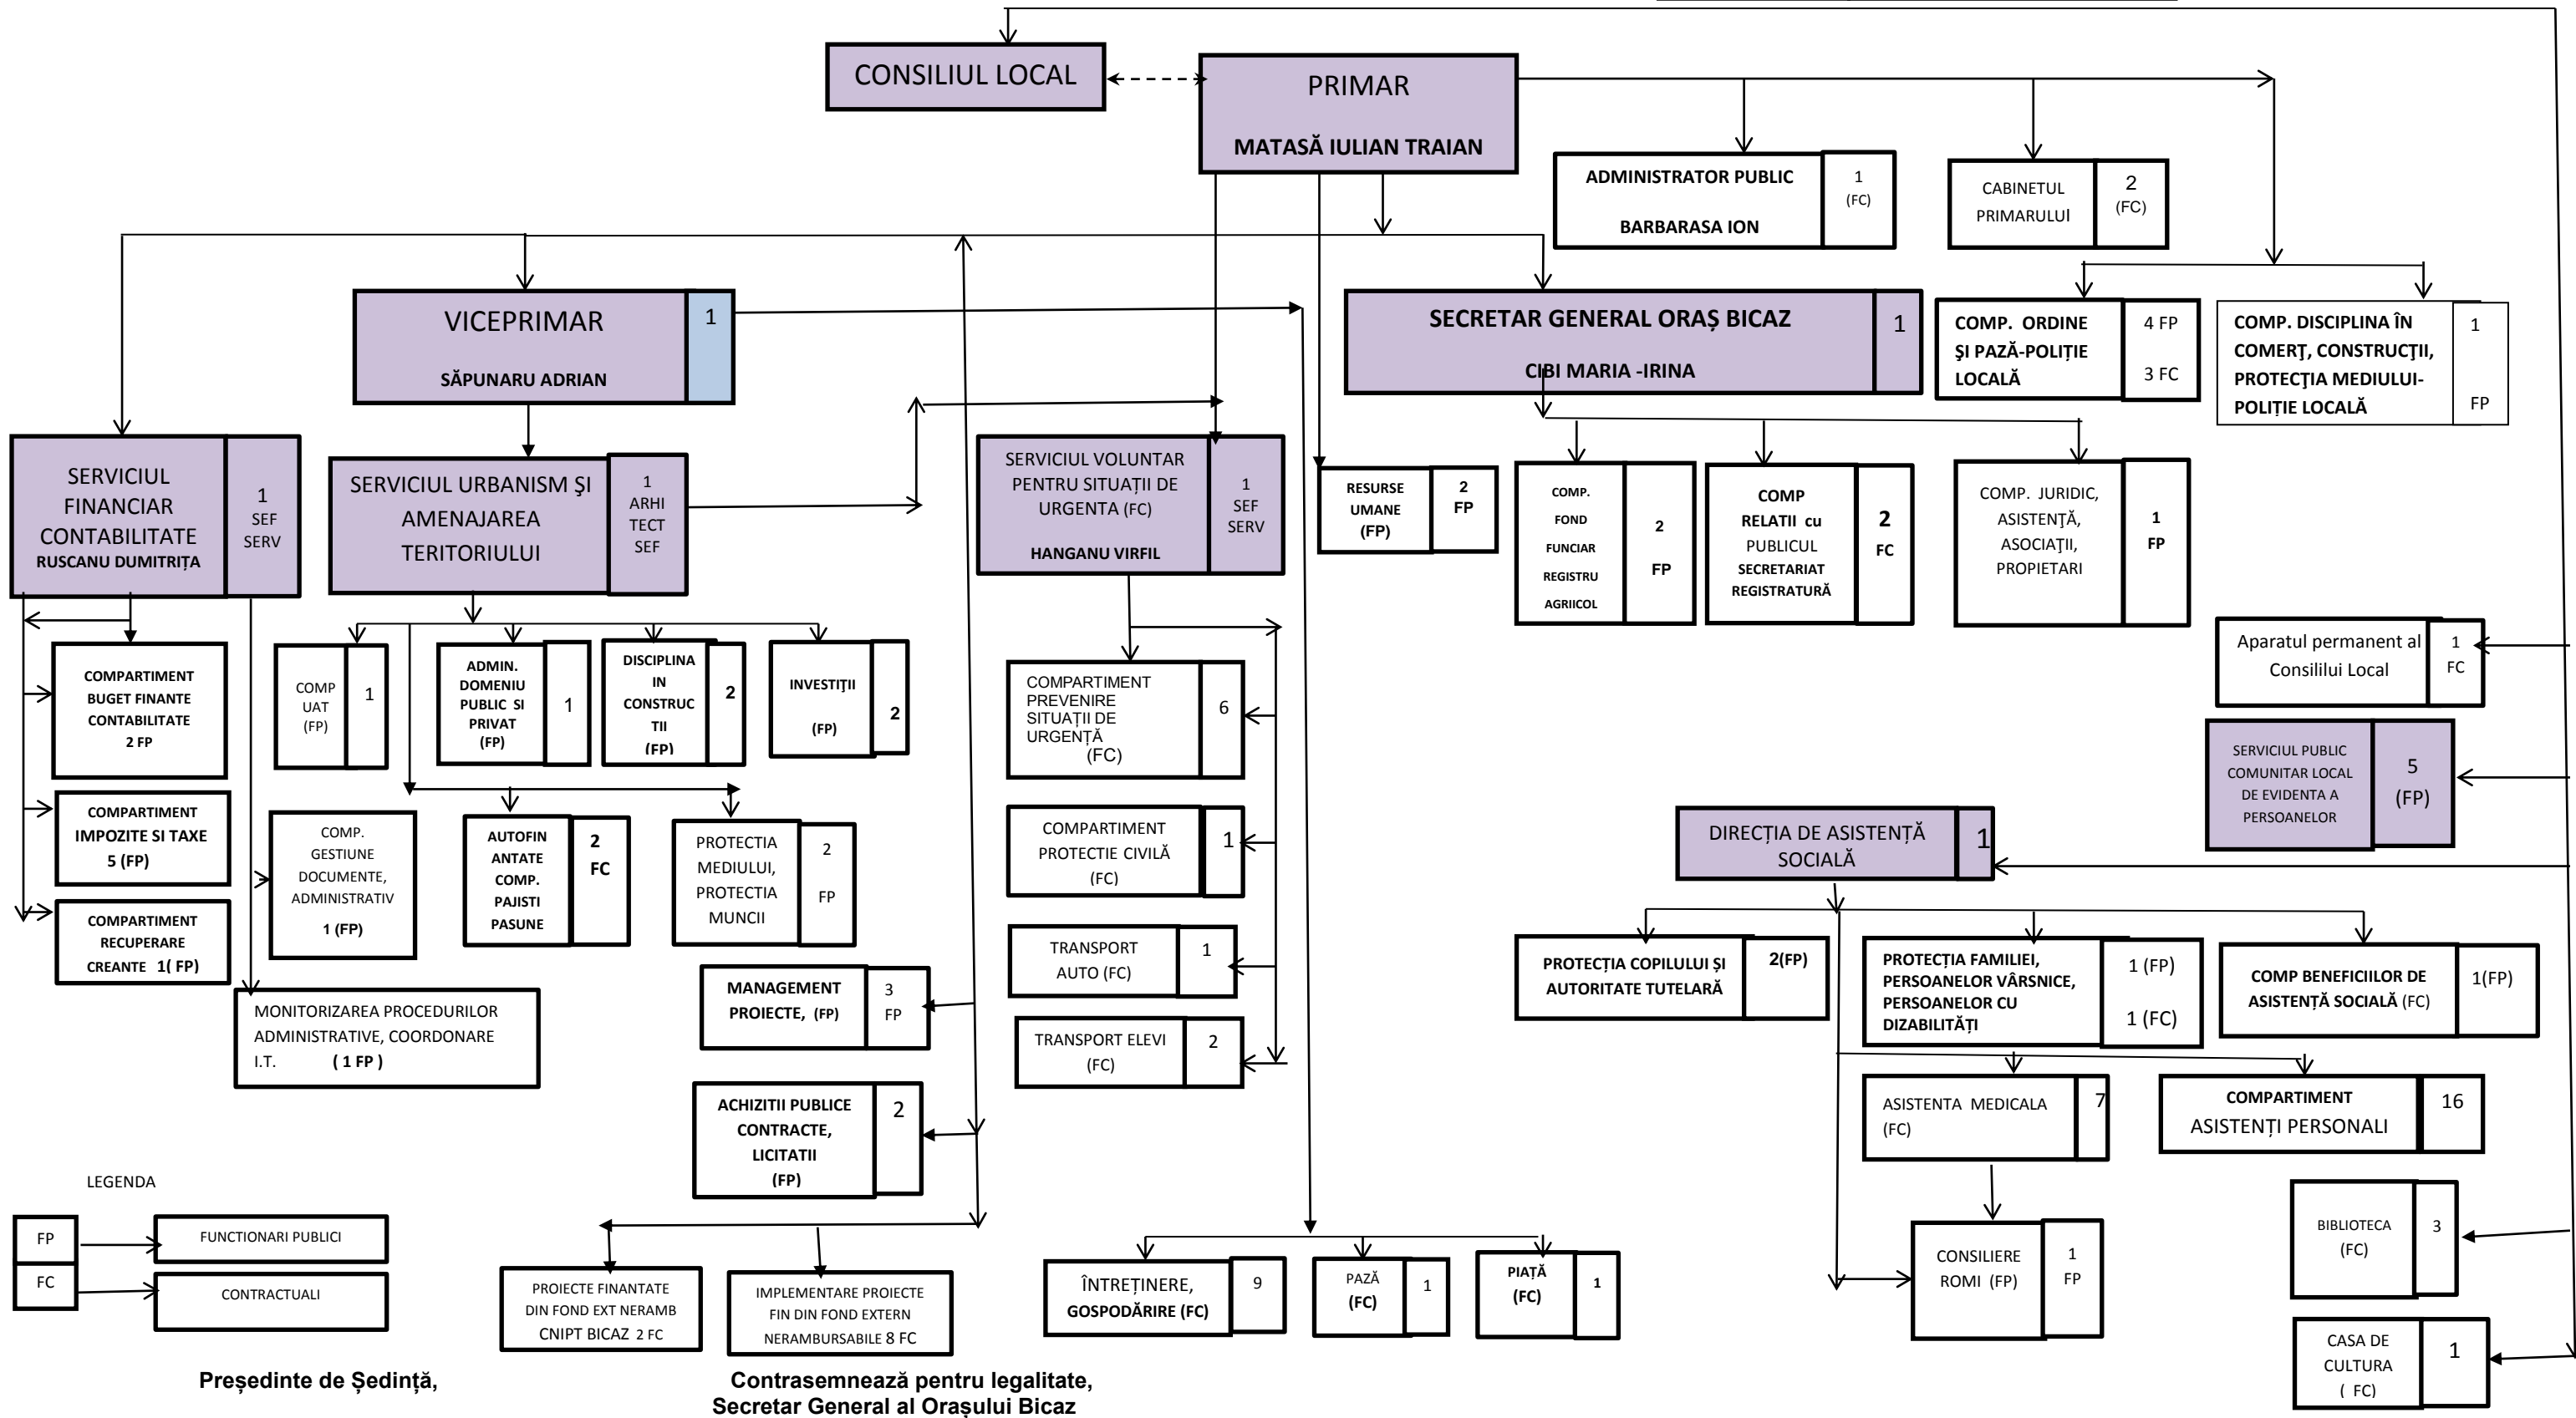 CONSILIUL LOCAL
PRIMAR
MATASĂ IULIAN TRAIAN
ADMINISTRATOR PUBLIC
BARBARASA ION
1
(FC)
CABINETUL
PRIMARULUI
2
(FC)
VICEPRIMAR
SĂPUNARU ADRIAN
1
SECRETAR GENERAL ORAȘ BICAZ
CIBI MARIA -IRINA
1
COMP. ORDINE
ŞI PAZĂ-POLIȚIE
LOCALĂ
4 FP
3 FC
COMP. DISCIPLINA ÎN
COMERŢ, CONSTRUCŢII,
PROTECŢIA MEDIULUI-
POLIȚIE LOCALĂ
1
FP
SERVICIUL
FINANCIAR
CONTABILITATE
RUSCANU DUMITRIȚA
1
SEF
SERV
SERVICIUL URBANISM ŞI
AMENAJAREA
TERITORIULUI
1
ARHI
TECT
SEF
SERVICIUL VOLUNTAR
PENTRU SITUAȚII DE
URGENTA (FC)
HANGANU VIRFIL
1
SEF
SERV
RESURSE
UMANE
(FP)
2
FP
COMP.
FOND
FUNCIAR
REGISTRU
AGRIICOL
2
FP
COMP
RELATII cu
PUBLICUL
SECRETARIAT
REGISTRATURĂ
2
FC
COMP. JURIDIC,
ASISTENŢĂ,
ASOCIAŢII,
PROPIETARI
1
FP
Aparatul permanent al
Consiliului Local
1
FC
COMPARTIMENT
BUGET FINANTE
CONTABILITATE
2 FP
COMP
UAT
(FP)
1
ADMIN.
DOMENIU
PUBLIC SI
PRIVAT
(FP)
1
DISCIPLINA
IN
CONSTRUC
TII
(FP)
2
INVESTIŢII
(FP)
2
COMPARTIMENT
PREVENIRE
SITUAȚII DE
URGENȚĂ
(FC)
6
SERVICIUL PUBLIC
COMUNITAR LOCAL
DE EVIDENTA A
PERSOANELOR
5
(FP)
COMPARTIMENT
IMPOZITE SI TAXE
5 (FP)
COMP.
GESTIUNE
DOCUMENTE,
ADMINISTRATIV
1 (FP)
AUTOFIN
ANTATE
COMP.
PAJISTI
PASUNE
2
FC
PROTECTIA
MEDIULUI,
PROTECTIA
MUNCII
2
FP
COMPARTIMENT
PROTECTIE CIVILĂ
(FC)
1
DIRECȚIA DE ASISTENȚĂ
SOCIALĂ
1
COMPARTIMENT
RECUPERARE
CREANTE 1( FP)
TRANSPORT
AUTO (FC)
1
PROTECȚIA COPILULUI ȘI
AUTORITATE TUTELARĂ
2(FP)
PROTECȚIA FAMILIEI,
PERSOANELOR VÂRSNICE,
PERSOANELOR CU
DIZABILITĂȚI
1 (FP)
1 (FC)
COMP BENEFICIILOR DE
ASISTENȚĂ SOCIALĂ (FC)
1(FP)
MONITORIZAREA PROCEDURILOR
ADMINISTRATIVE, COORDONARE
I.T. ( 1 FP )
MANAGEMENT
PROIECTE, (FP)
3
FP
TRANSPORT ELEVI
(FC)
2
ACHIZITII PUBLICE
CONTRACTE,
LICITATII
(FP)
2
ASISTENTA MEDICALA
(FC)
7
COMPARTIMENT
ASISTENȚI PERSONALI
16
LEGENDA
FP
FUNCTIONARI PUBLICI
FC
CONTRACTUALI
PROIECTE FINANTATE
DIN FOND EXT NERAMB
CNIPT BICAZ 2 FC
IMPLEMENTARE PROIECTE
FIN DIN FOND EXTERN
NERAMBURSABILE 8 FC
ÎNTREȚINERE,
GOSPODĂRIRE (FC)
9
PAZĂ
(FC)
1
PIAȚĂ
(FC)
1
CONSILIERE
ROMI (FP)
1
FP
BIBLIOTECA
(FC)
3
CASA DE
CULTURA
( FC)
1
Președinte de Ședință,
Contrasemnează pentru legalitate,
Secretar General al Orașului Bicaz